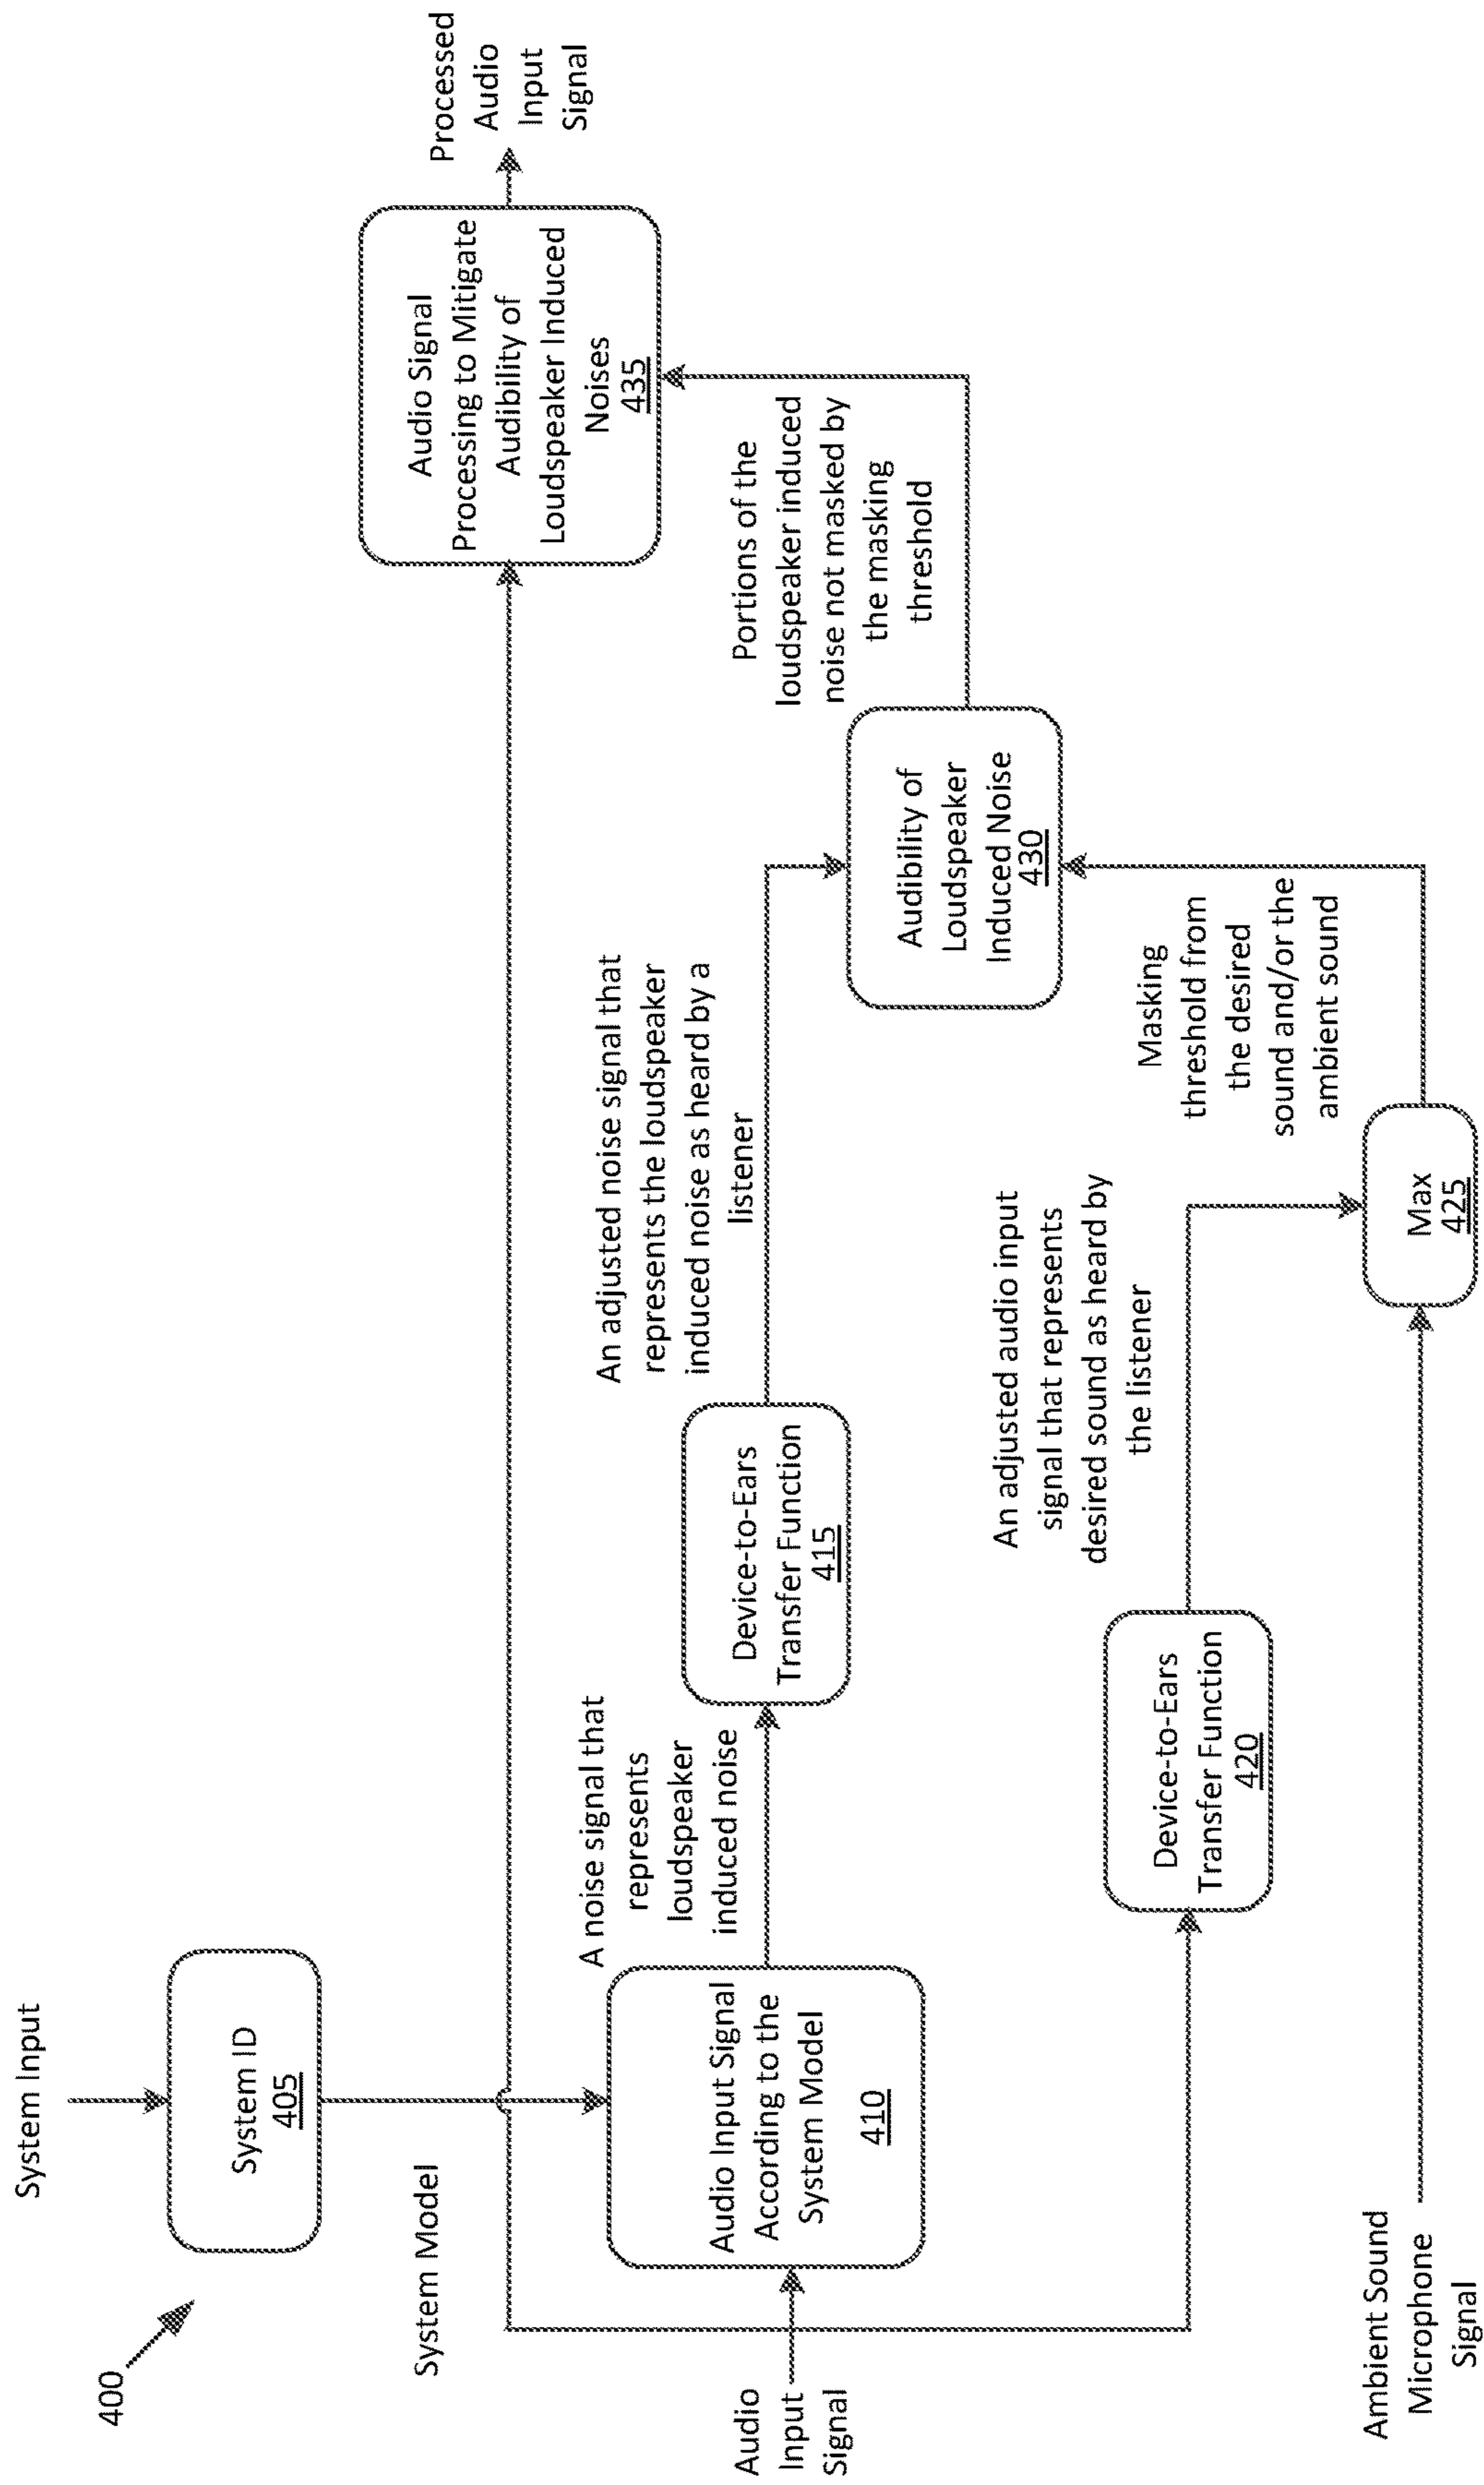 400
System Input
System ID
405
System Model
Audio
Input
Signal
Audio Input Signal
According to the
System Model
410
A noise signal that
represents
loudspeaker
induced noise
Device-to-Ears
Transfer Function
415
An adjusted noise signal that
represents the loudspeaker
induced noise as heard by a
listener
Device-to-Ears
Transfer Function
420
An adjusted audio input
signal that represents
desired sound as heard by
the listener
Ambient Sound
Microphone
Signal
Max
425
Masking
threshold from
the desired
sound and/or the
ambient sound
Audibility of
Loudspeaker
Induced Noise
430
Portions of the
loudspeaker induced
noise not masked by
the masking
threshold
Audio Signal
Processing to Mitigate
Audibility of
Loudspeaker Induced
Noises
435
Processed
Audio
Input
Signal